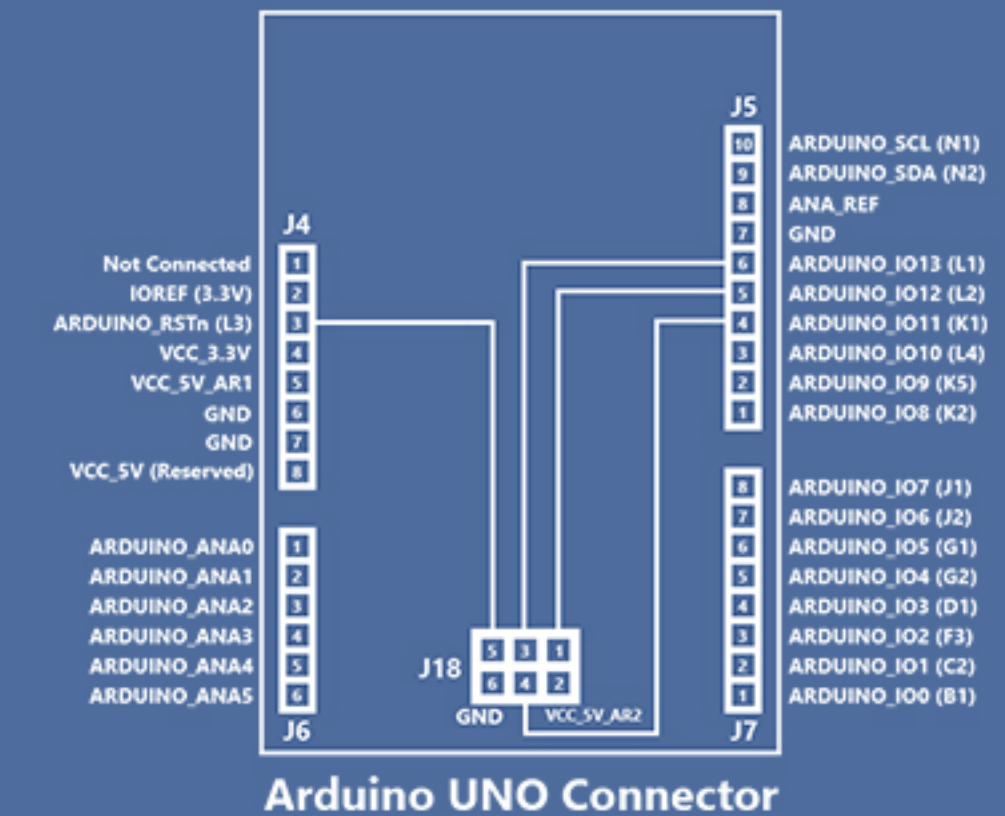 J5
10 ARDUINO_SCL (N1)
9 ARDUINO_SDA (N2)
8 ANA_REF
7 GND
6 ARDUINO_IO13 (L1)
5 ARDUINO_IO12 (L2)
4 ARDUINO_IO11 (K1)
3 ARDUINO_IO10 (L4)
2 ARDUINO_IO9 (K5)
1 ARDUINO_IO8 (K2)
J4
Not Connected 1
IOREF (3.3V) 2
ARDUINO_RSTn (L3) 3
VCC_3.3V 4
VCC_5V_AR1 5
GND 6
GND 7
VCC_5V (Reserved) 8
8 ARDUINO_IO7 (J1)
7 ARDUINO_IO6 (J2)
6 ARDUINO_IO5 (G1)
5 ARDUINO_IO4 (G2)
4 ARDUINO_IO3 (D1)
3 ARDUINO_IO2 (F3)
2 ARDUINO_IO1 (C2)
1 ARDUINO_IO0 (B1)
J7
ARDUINO_ANA0 1
ARDUINO_ANA1 2
ARDUINO_ANA2 3
ARDUINO_ANA3 4
ARDUINO_ANA4 5
ARDUINO_ANA5 6
J6
J18
5 3 1
6 4 2
GND VCC_5V_AR2
Arduino UNO Connector